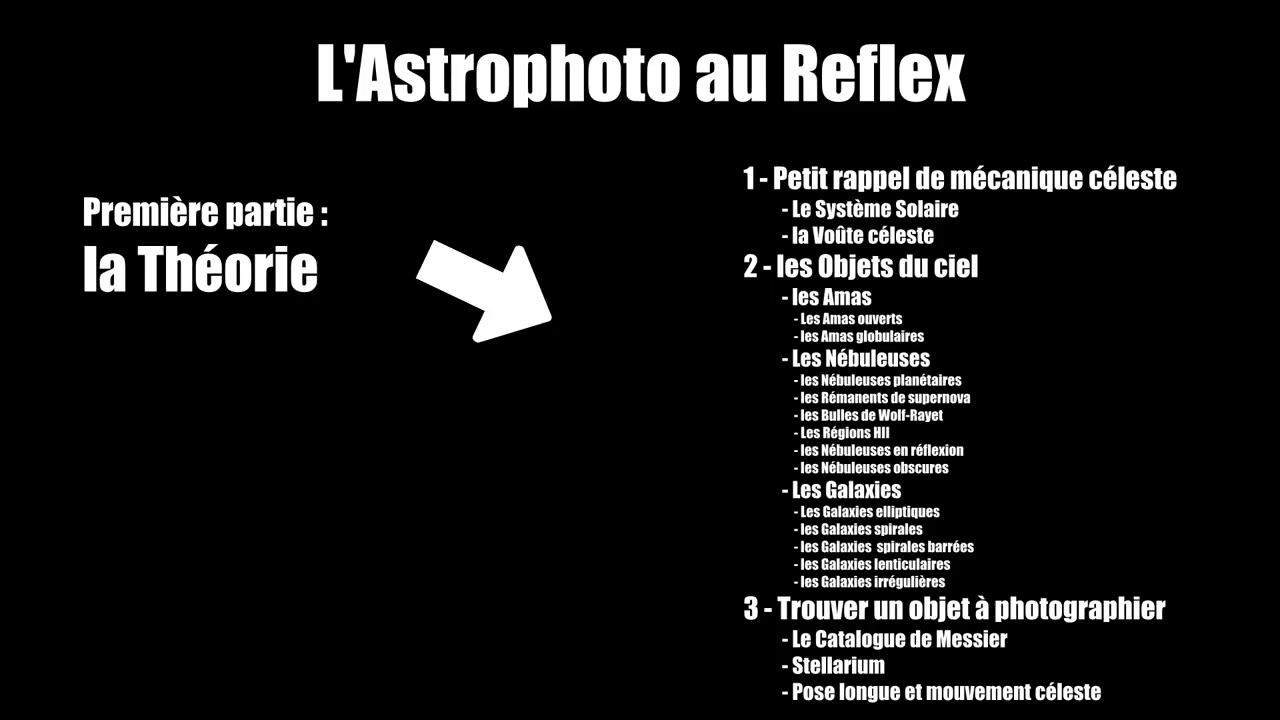 L'Astrophoto au Reflex
Première partie :
la Théorie
1 - Petit rappel de mécanique céleste
- Le Système Solaire
- la Voûte céleste
2 - les Objets du ciel
- les Amas
- Les Amas ouverts
- les Amas globulaires
- Les Nébuleuses
- les Nébuleuses planétaires
- les Rémanents de supernova
- les Bulles de Wolf-Rayet
- Les Régions HII
- les Nébuleuses en réflexion
- les Nébuleuses obscures
- Les Galaxies
- Les Galaxies elliptiques
- les Galaxies spirales
- les Galaxies  spirales barrées
- les Galaxies lenticulaires
- les Galaxies irrégulières
3 - Trouver un objet à photographier
- Le Catalogue de Messier
- Stellarium
- Pose longue et mouvement céleste